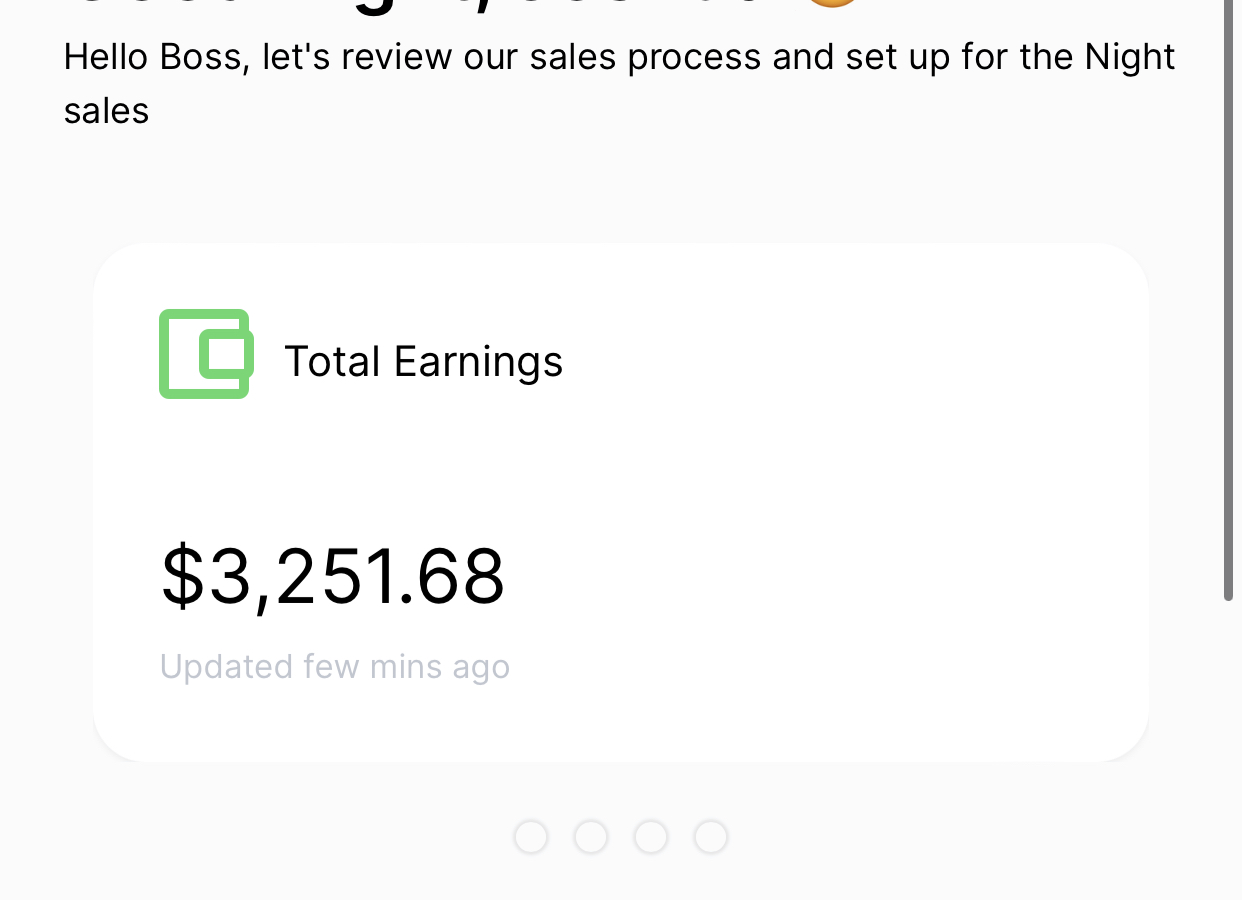 Hello Boss, let's review our sales process and set up for the Night
sales
Total Earnings
$3,251.68
Updated few mins ago